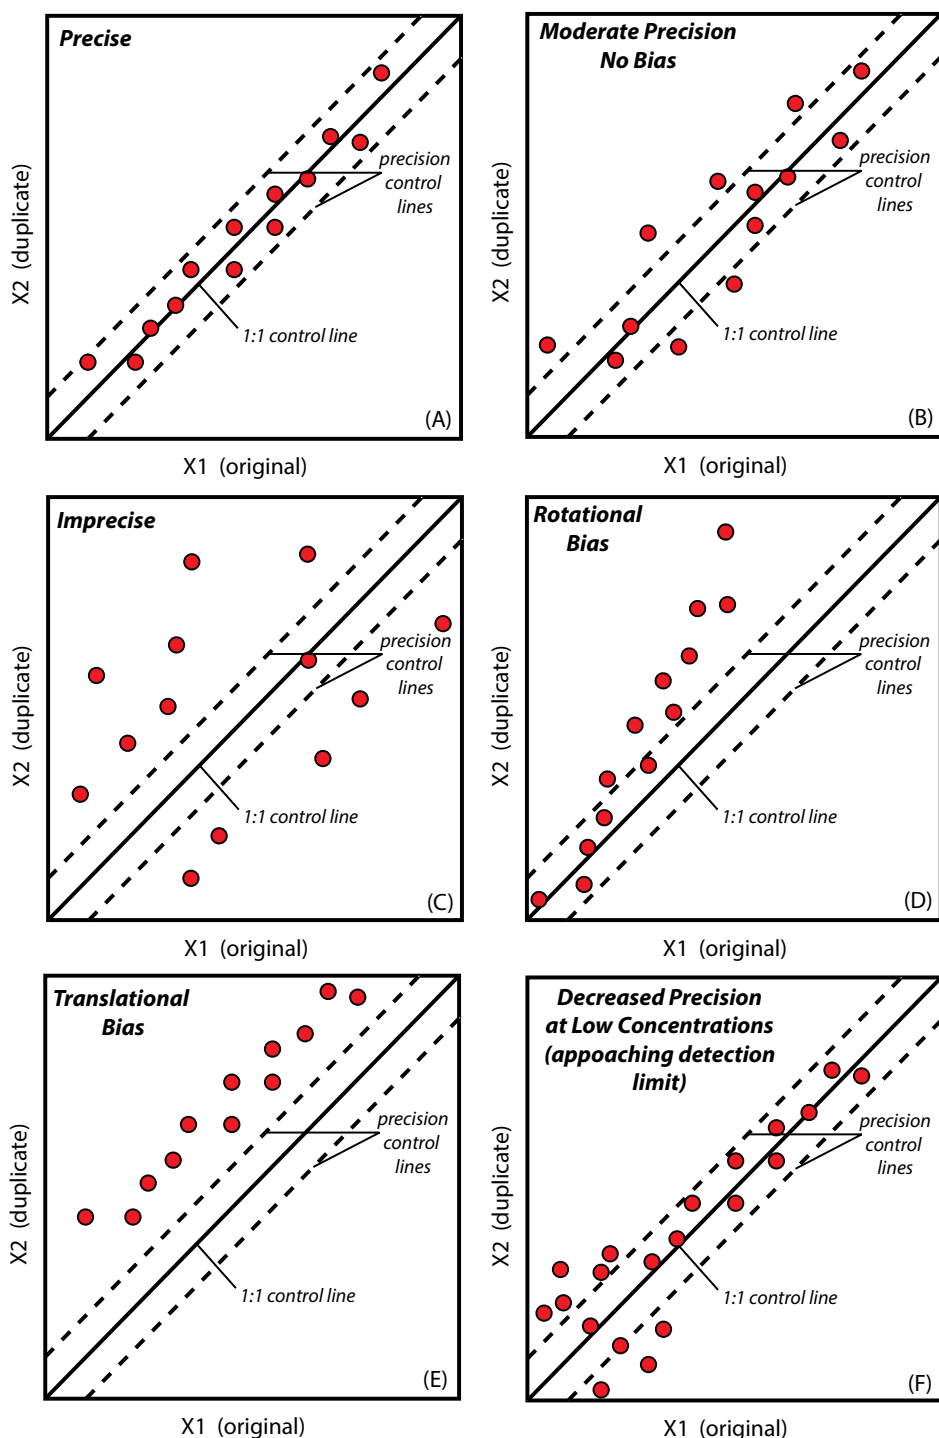 Precise
precision
control
lines
1:1 control line
(A)
X2 (duplicate)
X1 (original)
Moderate Precision
No Bias
precision
control
lines
1:1 control line
(B)
X2 (duplicate)
X1 (original)
Imprecise
precision
control
lines
1:1 control line
(C)
X2 (duplicate)
X1 (original)
Rotational
Bias
precision
control
lines
1:1 control line
(D)
X2 (duplicate)
X1 (original)
Translational
Bias
precision
control
lines
1:1 control line
(E)
X2 (duplicate)
X1 (original)
Decreased Precision
at Low Concentrations
(appoaching detection
limit)
precision
control
lines
1:1 control line
(F)
X2 (duplicate)
X1 (original)